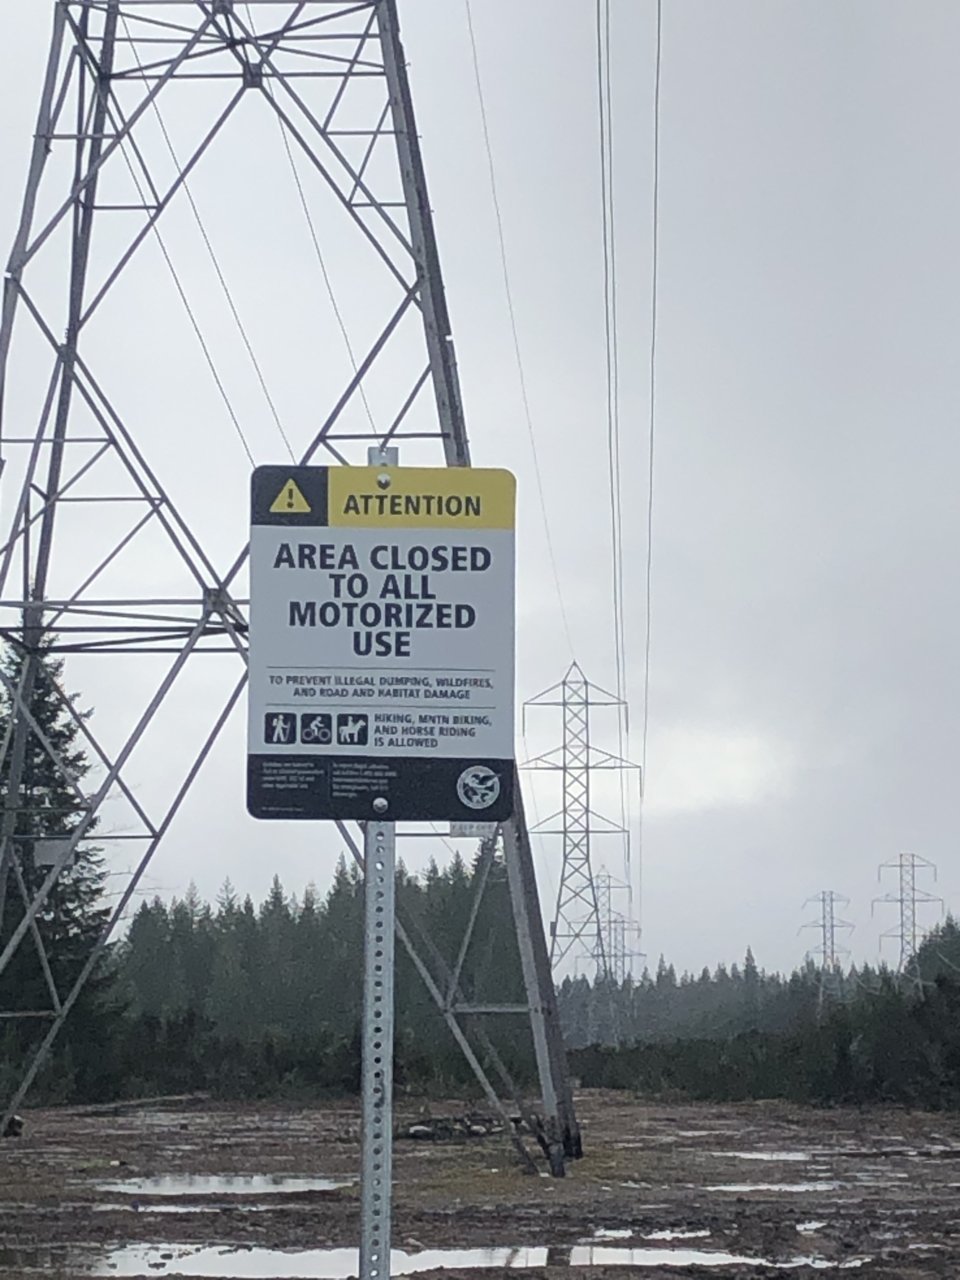 ATTENTION
AREA CLOSED
TO ALL
MOTORIZED
USE
TO PREVENT ILLEGAL DUMPING, WILDFIRES,
AND ROAD AND HABITAT DAMAGE
HIKING, MNTN BIKING,
AND HORSE RIDING
IS ALLOWED